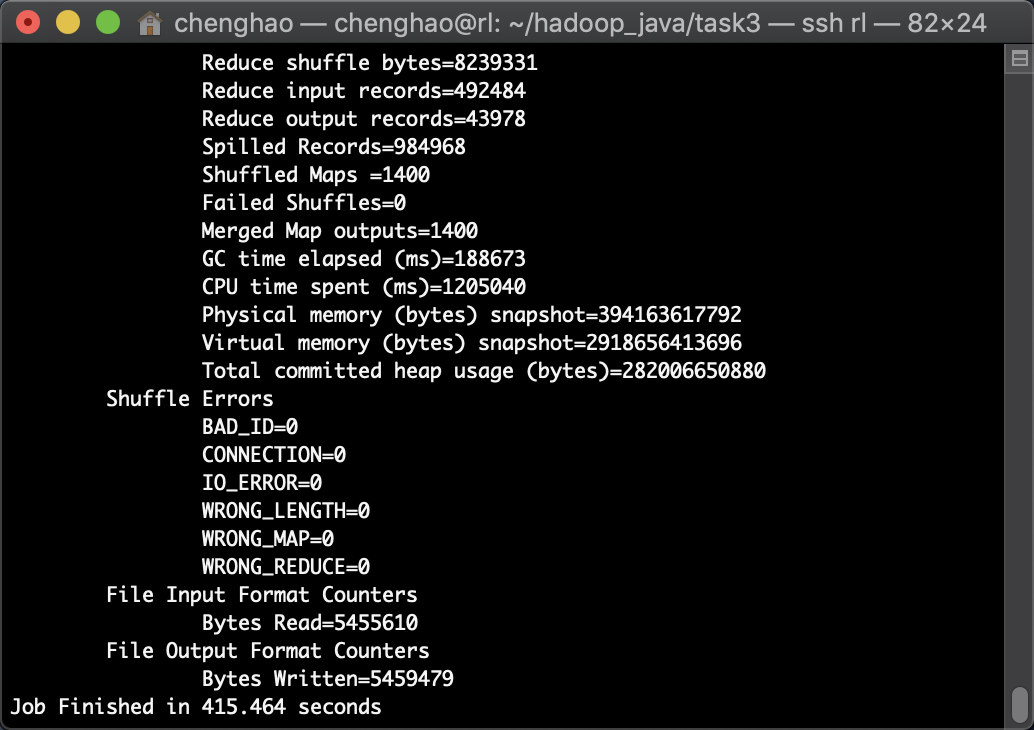 chenghao — chenghao@rl: ~/hadoop_java/task3 — ssh rl — 82×24
Reduce shuffle bytes=8239331
Reduce input records=492484
Reduce output records=43978
Spilled Records=984968
Shuffled Maps =1400
Failed Shuffles=0
Merged Map outputs=1400
GC time elapsed (ms)=188673
CPU time spent (ms)=1205040
Physical memory (bytes) snapshot=394163617792
Virtual memory (bytes) snapshot=2918656413696
Total committed heap usage (bytes)=282006650880
Shuffle Errors
BAD_ID=0
CONNECTION=0
IO_ERROR=0
WRONG_LENGTH=0
WRONG_MAP=0
WRONG_REDUCE=0
File Input Format Counters
Bytes Read=5455610
File Output Format Counters
Bytes Written=5459479
Job Finished in 415.464 seconds